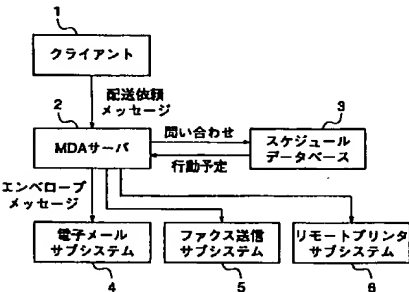 1
クライアント
配送依頼
メッセージ
2
MDAサーバ
問い合わせ
行動予定
3
スケジュール
データベース
エンベロープ
メッセージ
電子メール
サブシステム
4
ファクス送信
サブシステム
5
リモートプリンタ
サブシステム
6